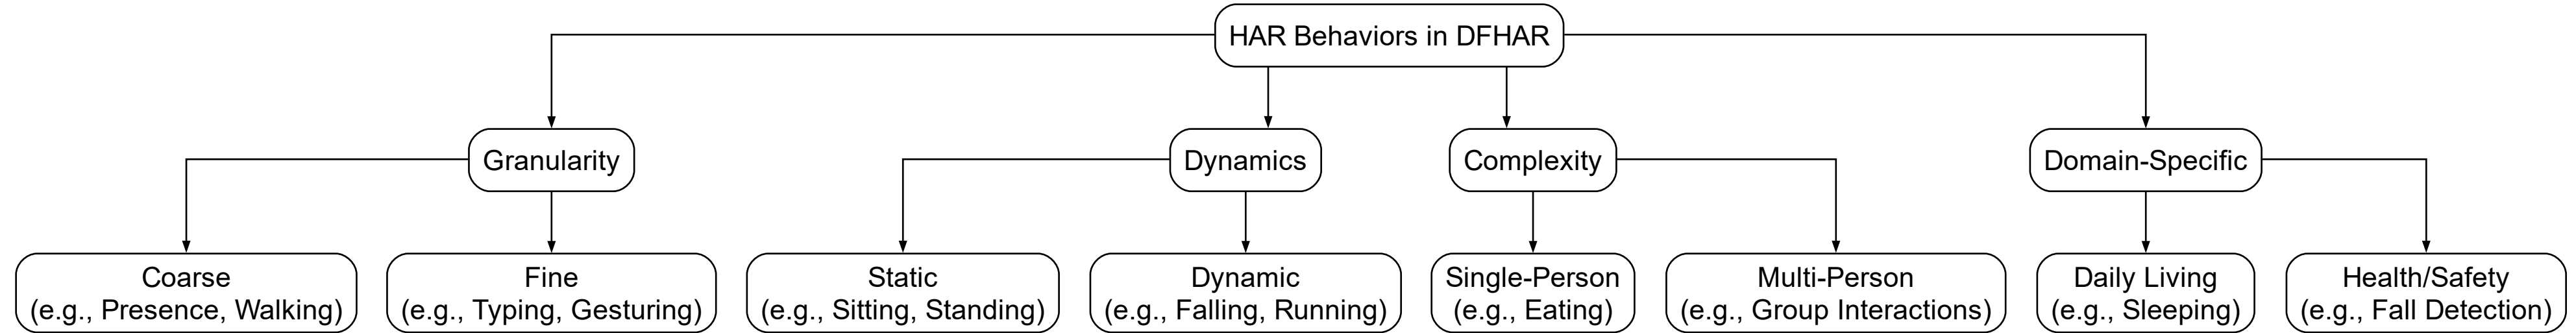 HAR Behaviors in DFHAR
Granularity
Dynamics
Complexity
Domain-Specific
Coarse
(e.g., Presence, Walking)
Fine
(e.g., Typing, Gesturing)
Static
(e.g., Sitting, Standing)
Dynamic
(e.g., Falling, Running)
Single-Person
(e.g., Eating)
Multi-Person
(e.g., Group Interactions)
Daily Living
(e.g., Sleeping)
Health/Safety
(e.g., Fall Detection)